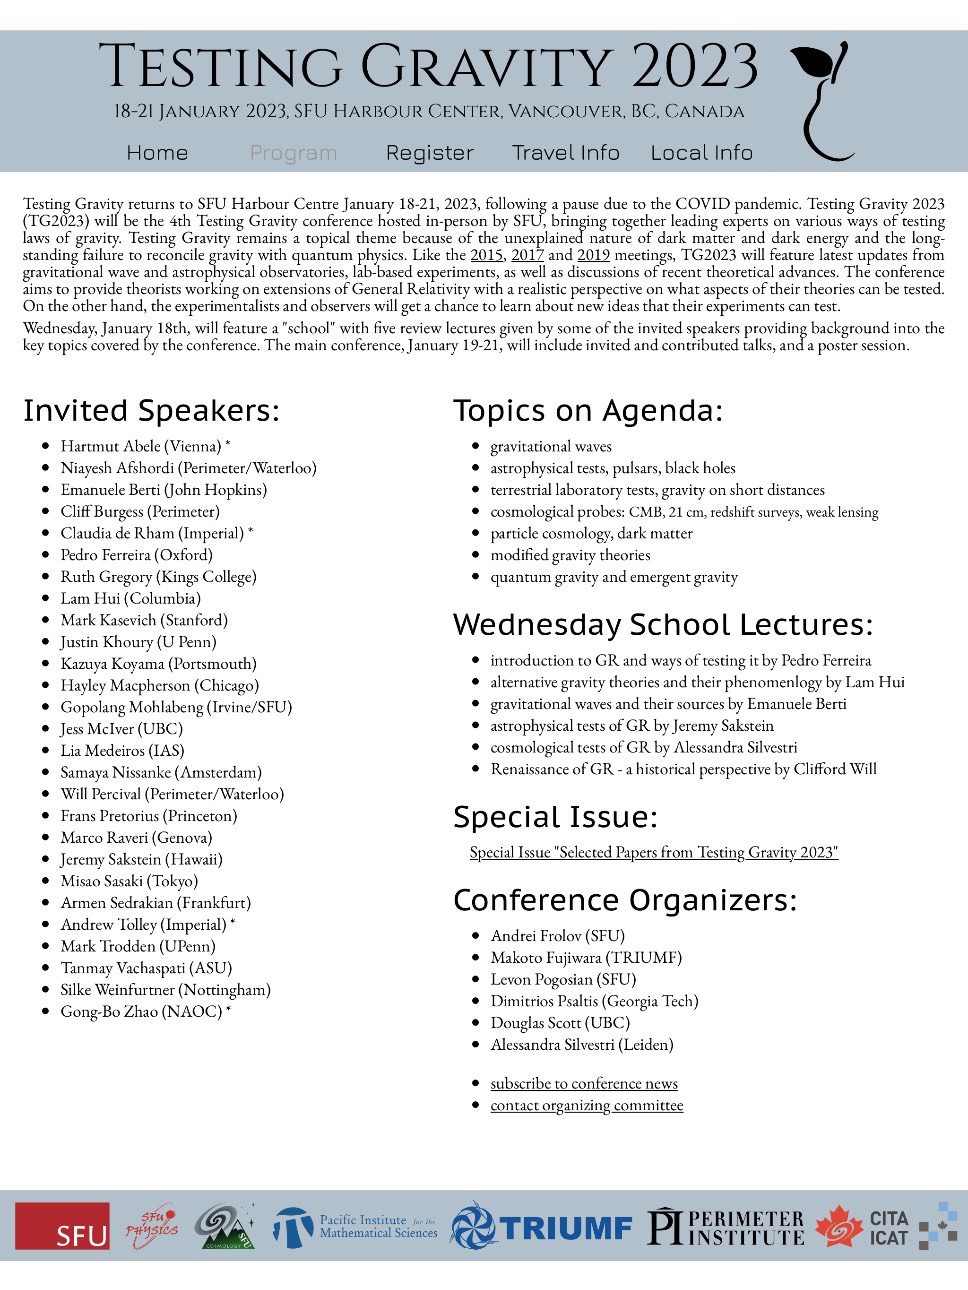 Testing Gravity 2023
18-21 January 2023, SFU Harbour Center, Vancouver, BC, Canada
Home Program Register Travel Info Local Info
Testing Gravity returns to SFU Harbour Centre January 18-21, 2023, following a pause due to the COVID pandemic. Testing Gravity 2023
(TG2023) will be the 4th Testing Gravity conference hosted in-person by SFU, bringing together leading experts on various ways of testing
laws of gravity. Testing Gravity remains a topical theme because of the unexplained nature of dark matter and dark energy and the long-
standing failure to reconcile gravity with quantum physics. Like the 2015, 2017 and 2019 meetings, TG2023 will feature latest updates from
gravitational wave and astrophysical observatories, lab-based experiments, as well as discussions of recent theoretical advances. The conference
aims to provide theorists working on extensions of General Relativity with a realistic perspective on what aspects of their theories can be tested.
On the other hand, the experimentalists and observers will get a chance to learn about new ideas that their experiments can test.
Wednesday, January 18th, will feature a "school" with five review lectures given by some of the invited speakers providing background into the
key topics covered by the conference. The main conference, January 19-21, will include invited and contributed talks, and a poster session.
Invited Speakers:
Hartmut Abele (Vienna) *
Niayesh Afshordi (Perimeter/Waterloo)
Emanuele Berti (John Hopkins)
Cliff Burgess (Perimeter)
Claudia de Rham (Imperial) *
Pedro Ferreira (Oxford)
Ruth Gregory (Kings College)
Lam Hui (Columbia)
Mark Kasevich (Stanford)
Justin Khoury (U Penn)
Kazuya Koyama (Portsmouth)
Hayley Macpherson (Chicago)
Gopolang Mohlabeng (Irvine/SFU)
Jess McIver (UBC)
Lia Medeiros (IAS)
Samaya Nissanke (Amsterdam)
Will Percival (Perimeter/Waterloo)
Frans Pretorius (Princeton)
Marco Raveri (Genova)
Jeremy Sakstein (Hawaii)
Misao Sasaki (Tokyo)
Armen Sedrakian (Frankfurt)
Andrew Tolley (Imperial) *
Mark Trodden (UPenn)
Tanmay Vachaspati (ASU)
Silke Weinfurtner (Nottingham)
Gong-Bo Zhao (NAOC) *
Topics on Agenda:
gravitational waves
astrophysical tests, pulsars, black holes
terrestrial laboratory tests, gravity on short distances
cosmological probes: CMB, 21 cm, redshift surveys, weak lensing
particle cosmology, dark matter
modified gravity theories
quantum gravity and emergent gravity
Wednesday School Lectures:
introduction to GR and ways of testing it by Pedro Ferreira
alternative gravity theories and their phenomenlogy by Lam Hui
gravitational waves and their sources by Emanuele Berti
astrophysical tests of GR by Jeremy Sakstein
cosmological tests of GR by Alessandra Silvestri
Renaissance of GR - a historical perspective by Clifford Will
Special Issue:
Special Issue "Selected Papers from Testing Gravity 2023"
Conference Organizers:
Andrei Frolov (SFU)
Makoto Fujiwara (TRIUMF)
Levon Pogosian (SFU)
Dimitrios Psaltis (Georgia Tech)
Douglas Scott (UBC)
Alessandra Silvestri (Leiden)
subscribe to conference news
contact organizing committee
SFU
SFU
PHYSICS
COSMOLOGY SFU
Pacific Institute for the
Mathematical Sciences
TRIUMF
PI PERIMETER
INSTITUTE
CITA
ICAT